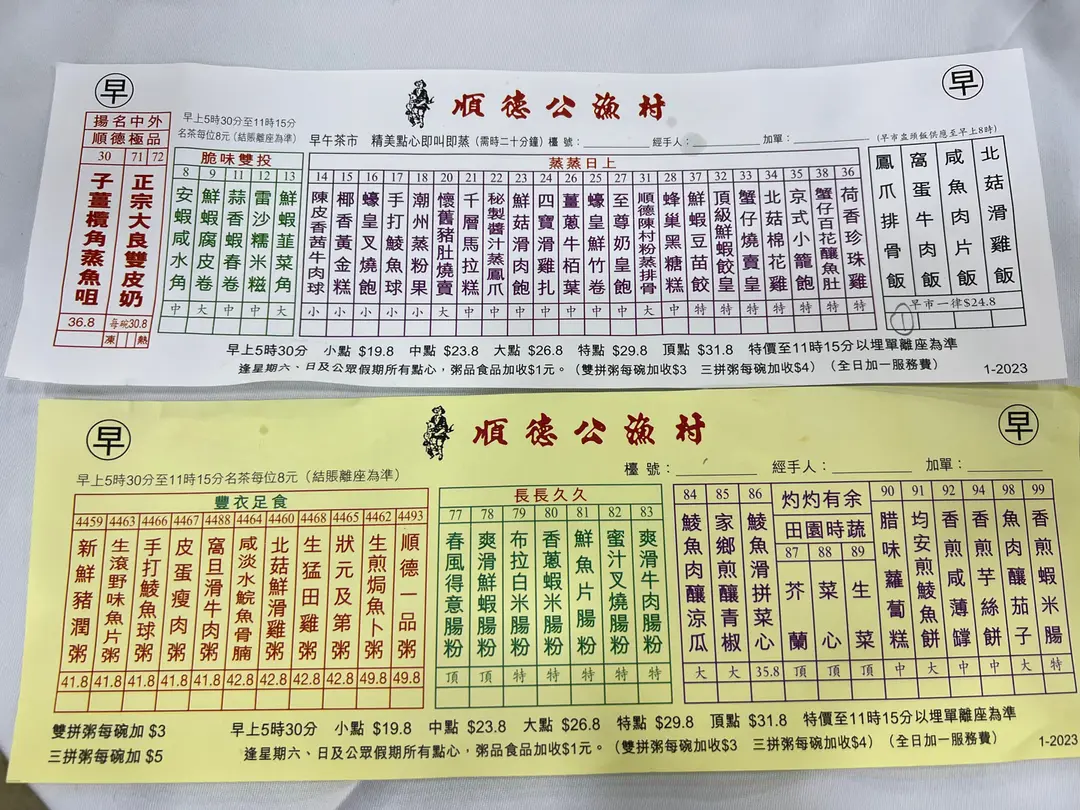 早
順德公漁村
早
揚名中外
順德極品
30 71 72
子薑欖角蒸魚咀
正宗大良雙皮奶
36.8 每碗30.8
凍 熱
早上5時30分至11時15分
名茶每位8元（結賬離座為準）
早午茶市 精美點心即叫即蒸（需時二十分鐘）檯號： 經手人： 加單：
（早市盅頭飯供應至早上8時）
脆味雙投
8 9 11 12 13
安蝦咸水角
鮮蝦腐皮卷
蒜香蝦春卷
雷沙糯米糍
鮮蝦韮菜角
中 大 中 中 大
蒸蒸日上
14 15 16 17 18 20 21 22 23 24 26 25 27 31 28 37 32 33 34 35 38 36
陳皮香茜牛肉球
椰香黃金糕
蠔皇叉燒飽
手打鯪魚球
潮州蒸粉果
懷舊豬肚燒賣
千層馬拉糕
秘製醬汁蒸鳳爪
鮮菇滑肉飽
四寶滑雞扎
薑蔥牛栢葉
蠔皇鮮竹卷
至尊奶皇飽
順德陳村粉蒸排骨
蜂巢黑糖糕
鮮蝦豆苗餃
頂級鮮蝦餃皇
蟹仔燒賣皇
北菇棉花雞
京式小籠飽
蟹仔百花釀魚肚
荷香珍珠雞
小 小 小 小 小 大 中 中 中 中 中 中 中 大 中 特 特 特 特 特 特 特
鳳爪排骨飯
窩蛋牛肉飯
咸魚肉片飯
北菇滑雞飯
早市一律$24.8
早上5時30分 小點 $19.8 中點 $23.8 大點 $26.8 特點 $29.8 頂點 $31.8 特價至11時15分以埋單離座為準
逢星期六、日及公眾假期所有點心，粥品食品加收$1元。（雙拼粥每碗加收$3 三拼粥每碗加收$4）（全日加一服務費）
1-2023
早
順德公漁村
早
早上5時30分至11時15分名茶每位8元（結賬離座為準）
檯號： 經手人： 加單：
豐衣足食
4459 4463 4466 4467 4488 4464 4460 4468 4465 4462 4493
新鮮豬潤粥
生滾野味魚片粥
手打鯪魚球粥
皮蛋瘦肉粥
窩旦滑牛肉粥
咸淡水鯇魚骨腩粥
北菇鮮滑雞粥
生猛田雞粥
狀元及第粥
生煎焗魚卜粥
順德一品粥
41.8 41.8 41.8 41.8 41.8 42.8 41.8 42.8 42.8 49.8 49.8
長長久久
77 78 79 80 81 82 83
春風得意腸粉
爽滑鮮蝦腸粉
布拉白米腸粉
香蔥蝦米腸粉
鮮魚片腸粉
蜜汁叉燒腸粉
爽滑牛肉腸粉
頂 頂 特 特 特 特 特
84 85 86
鯪魚肉釀涼瓜
家鄉煎釀青椒
鯪魚滑拼菜心
大 大 35.8
灼灼有余
田園時蔬
87 88 89
芥蘭
菜心
生菜
頂 頂 頂
90 91 92 94 98 99
腊味蘿蔔糕
均安煎鯪魚餅
香煎咸薄罉
香煎芋絲餅
魚肉釀茄子
香煎蝦米腸
中 大 中 中 大 特
雙拼粥每碗加 $3
三拼粥每碗加 $5
早上5時30分 小點 $19.8 中點 $23.8 大點 $26.8 特點 $29.8 頂點 $31.8 特價至11時15分以埋單離座為準
逢星期六、日及公眾假期所有點心，粥品食品加收$1元。（雙拼粥每碗加收$3 三拼粥每碗加收$4）（全日加一服務費）
1-2023